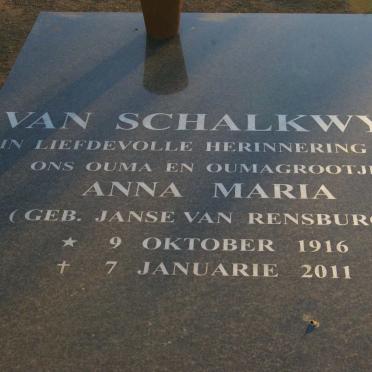 VAN SCHALKWY
IN LIEFDEVOLLE HERINNERING
ONS OUMA EN OUMAGROOTJ
ANNA MARIA
(GEB. JANSE VAN RENSBURG
★ 9 OKTOBER 1916
† 7 JANUARIE 2011